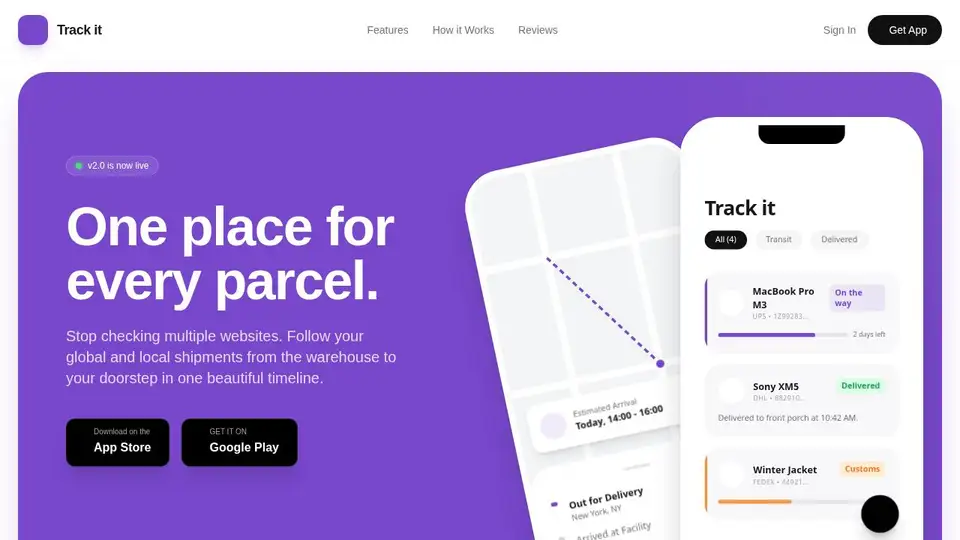 Track it
Features
How it Works
Reviews
Sign In
Get App
v2.0 is now live
One place for
every parcel.
Stop checking multiple websites. Follow your
global and local shipments from the warehouse to
your doorstep in one beautiful timeline.
Download on the
App Store
GET IT ON
Google Play
Estimated Arrival
Today, 14:00 - 16:00
Out for Delivery
New York, NY
Arrived at Facility
Track it
All (4)
Transit
Delivered
MacBook Pro
M3
On the
way
UPS •
2 days left
Sony XM5
Delivered
DHL •
Delivered to front porch at 10:42 AM.
Winter Jacket
Customs
FEDEX •